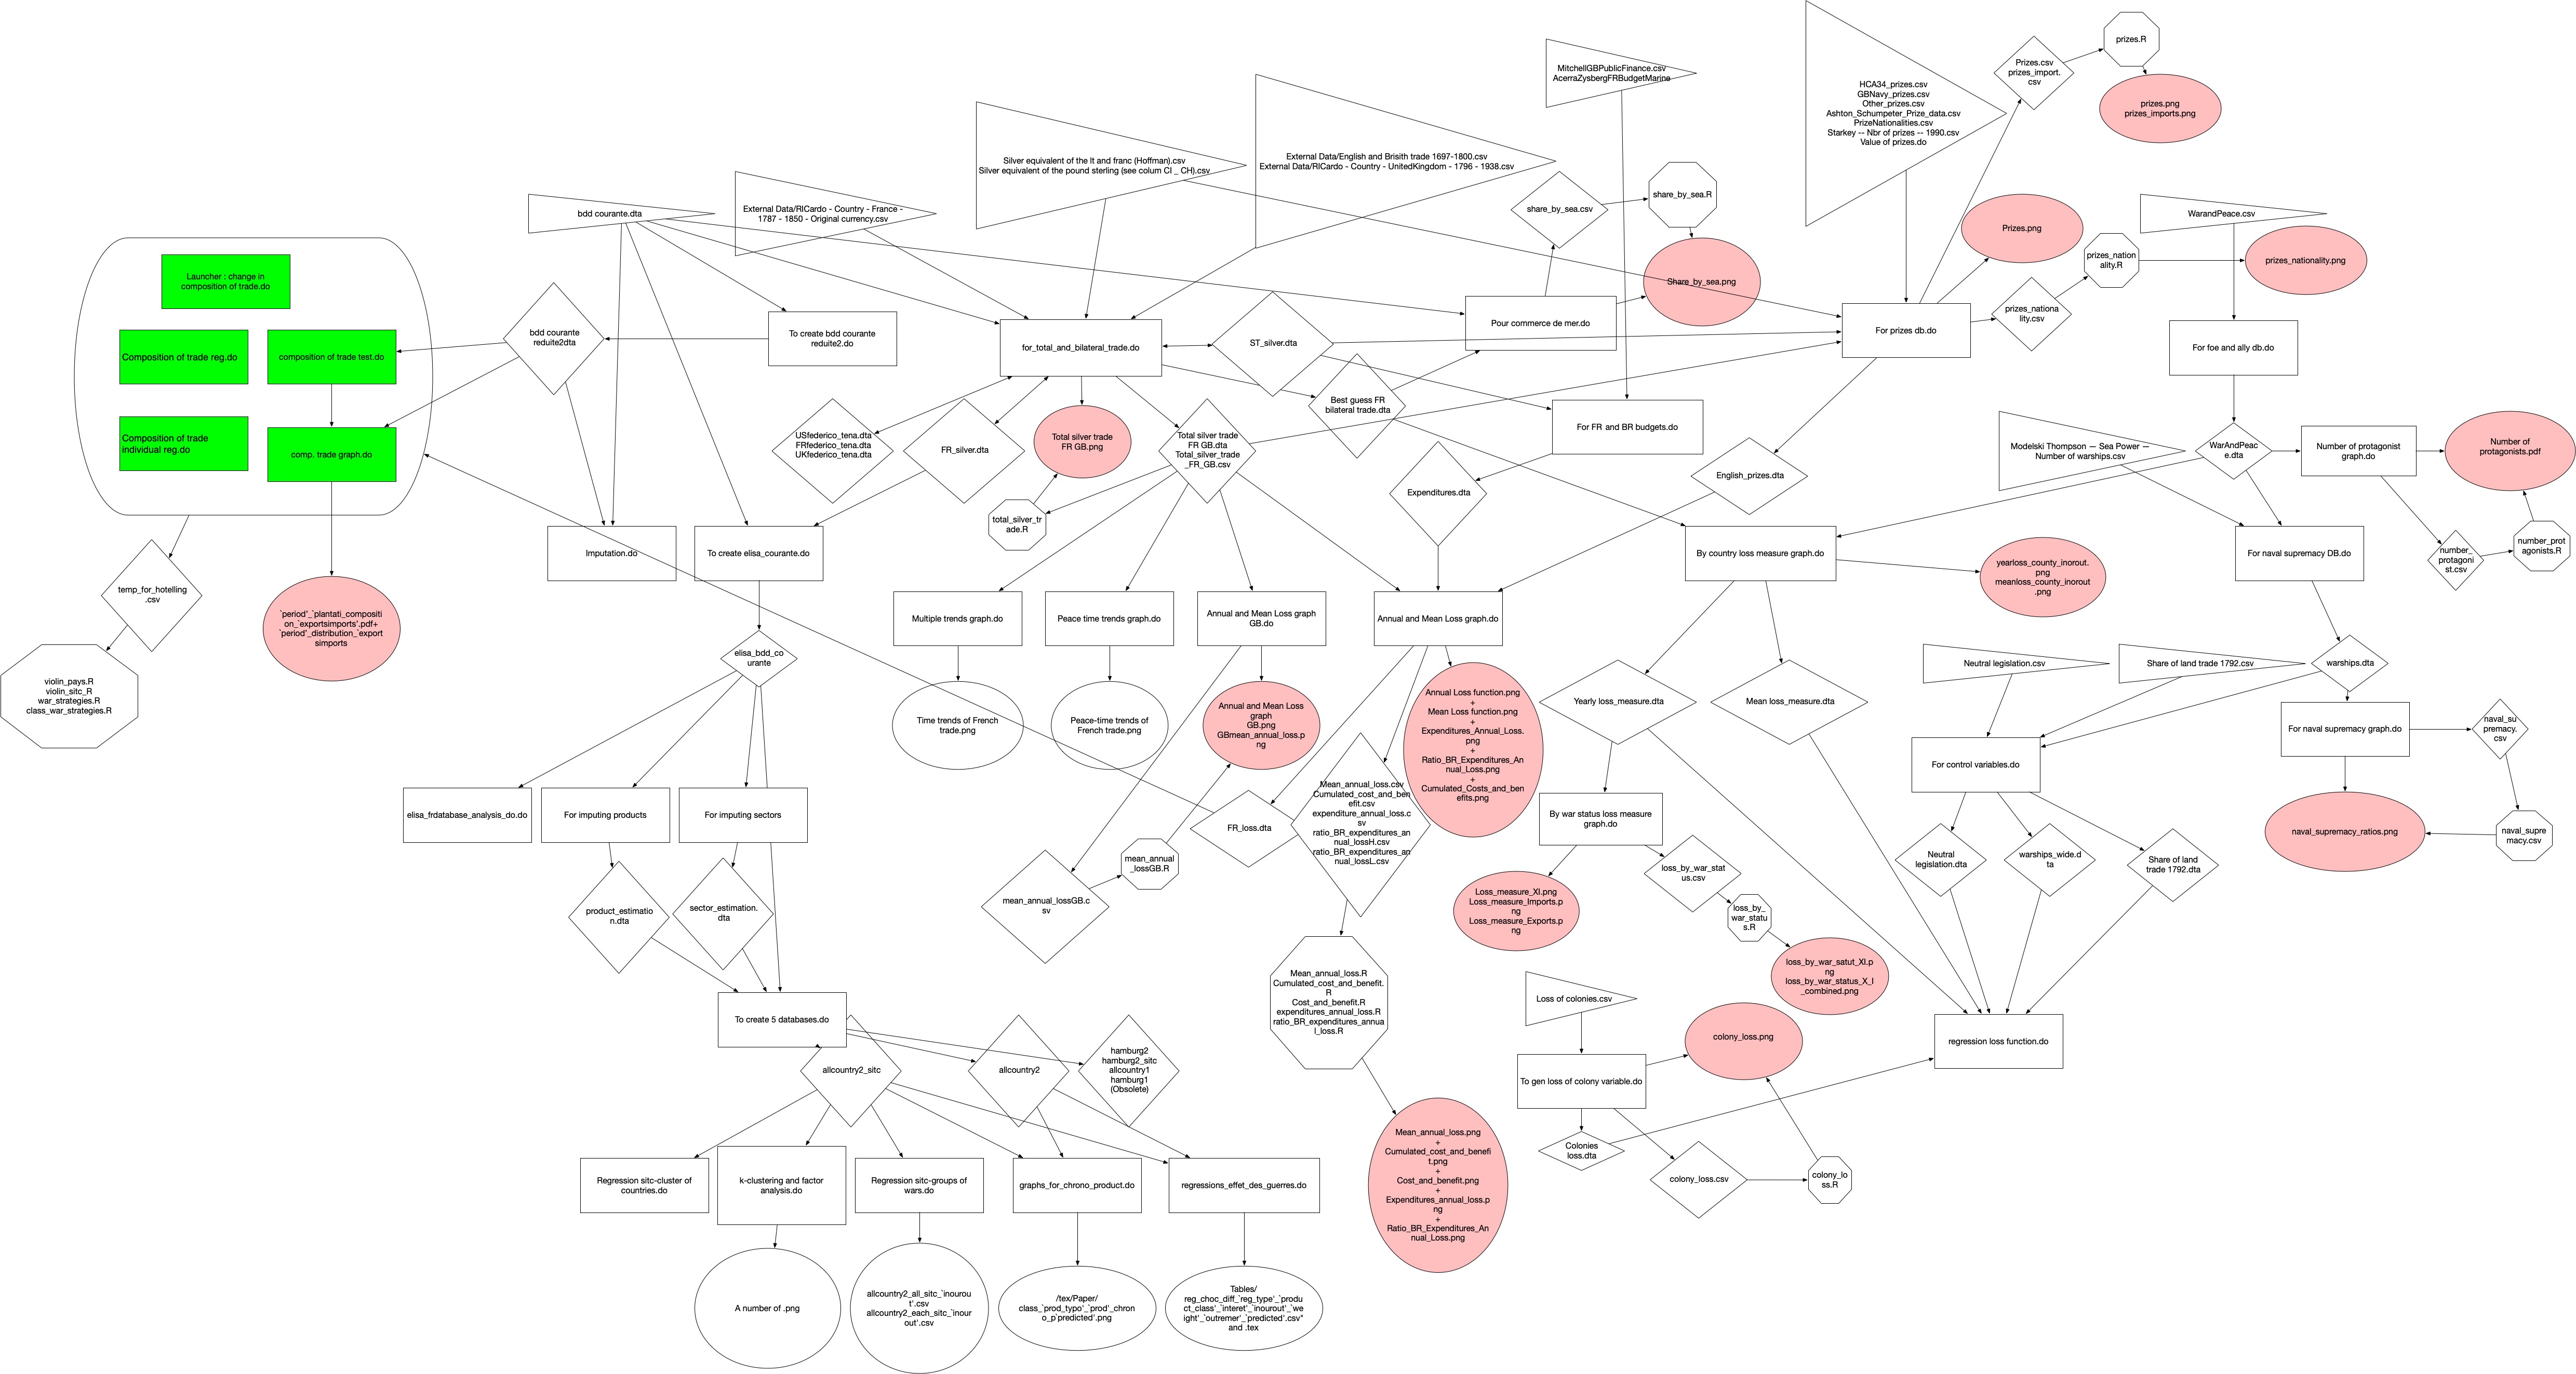 prizes.R
Prizes.csv
prizes_import.
csv
MitchellGBPublicFinance.csv
AcerraZysbergFRBudgetMarine
HCA34_prizes.csv
GBNavy_prizes.csv
Other_prizes.csv
Ashton_Schumpeter_Prize_data.csv
PrizeNationalities.csv
Starkey -- Nbr of prizes -- 1990.csv
Value of prizes.do
prizes.png
prizes_imports.png
Silver equivalent of the lt and franc (Hoffman).csv
Silver equivalent of the pound sterling (see colum CI _ CH).csv
External Data/English and Brisith trade 1697-1800.csv
External Data/RICardo - Country - UnitedKingdom - 1796 - 1938.csv
share_by_sea.R
share_by_sea.csv
bdd courante.dta
External Data/RICardo - Country - France -
1787 - 1850 - Original currency.csv
Prizes.png
WarandPeace.csv
prizes_nation
ality.R
prizes_nationality.png
Launcher : change in
composition of trade.do
Share_by_sea.png
prizes_nationa
lity.csv
Composition of trade reg.do
composition of trade test.do
bdd courante
reduite2dta
To create bdd courante
reduite2.do
for_total_and_bilateral_trade.do
ST_silver.dta
Pour commerce de mer.do
For prizes db.do
For foe and ally db.do
Composition of trade
individual reg.do
comp. trade graph.do
USfederico_tena.dta
FRfederico_tena.dta
UKfederico_tena.dta
FR_silver.dta
Total silver trade
FR GB.png
Total silver trade
FR GB.dta
Total_silver_trade
_FR_GB.csv
Best guess FR
bilateral trade.dta
For FR and BR budgets.do
Modelski Thompson — Sea Power —
Number of warships.csv
WarAndPeac
e.dta
Number of protagonist
graph.do
Number of
protagonists.pdf
English_prizes.dta
Expenditures.dta
total_silver_tr
ade.R
Imputation.do
To create elisa_courante.do
By country loss measure graph.do
For naval supremacy DB.do
number_
protagoni
st.csv
number_prot
agonists.R
temp_for_hotelling
.csv
`period'_`plantati_compositi
on_`exportsimports'.pdf+
`period'_distribution_`export
simports
yearloss_county_inorout.
png
meanloss_county_inorout
.png
Multiple trends graph.do
Peace time trends graph.do
Annual and Mean Loss graph
GB.do
Annual and Mean Loss graph.do
elisa_bdd_co
urante
Neutral legislation.csv
Share of land trade 1792.csv
warships.dta
violin_pays.R
violin_sitc_R
war_strategies.R
class_war_strategies.R
Time trends of French
trade.png
Peace-time trends of
French trade.png
Annual and Mean Loss
graph
GB.png
GBmean_annual_loss.p
ng
Annual Loss function.png
+
Mean Loss function.png
+
Expenditures_Annual_Loss.
png
+
Ratio_BR_Expenditures_An
nual_Loss.png
+
Cumulated_Costs_and_ben
efits.png
Yearly loss_measure.dta
Mean loss_measure.dta
For naval supremacy graph.do
naval_su
premacy.
csv
For control variables.do
elisa_frdatabase_analysis_do.do
For imputing products
For imputing sectors
FR_loss.dta
Mean_annual_loss.csv
Cumulated_cost_and_ben
efit.csv
expenditure_annual_loss.c
sv
ratio_BR_expenditures_an
nual_lossH.csv
ratio_BR_expenditures_an
nual_lossL.csv
By war status loss measure
graph.do
naval_supremacy_ratios.png
naval_supre
macy.csv
mean_annual
_lossGB.R
loss_by_war_stat
us.csv
Neutral
legislation.dta
warships_wide.d
ta
Share of land
trade 1792.dta
product_estimatio
n.dta
sector_estimation.
dta
mean_annual_lossGB.c
sv
Loss_measure_XI.png
Loss_measure_Imports.p
ng
Loss_measure_Exports.p
ng
loss_by_
war_statu
s.R
loss_by_war_satut_XI.p
ng
loss_by_war_status_X_I
_combined.png
Mean_annual_loss.R
Cumulated_cost_and_benefit.
R
Cost_and_benefit.R
expenditures_annual_loss.R
ratio_BR_expenditures_annua
l_loss.R
Loss of colonies.csv
To create 5 databases.do
colony_loss.png
regression loss function.do
allcountry2_sitc
allcountry2
hamburg2
hamburg2_sitc
allcountry1
hamburg1
(Obsolete)
To gen loss of colony variable.do
Colonies
loss.dta
colony_loss.csv
colony_lo
ss.R
Mean_annual_loss.png
+
Cumulated_cost_and_benefi
t.png
+
Cost_and_benefit.png
+
Expenditures_annual_loss.p
ng
+
Ratio_BR_Expenditures_An
nual_Loss.png
Regression sitc-cluster of
countries.do
k-clustering and factor
analysis.do
Regression sitc-groups of
wars.do
graphs_for_chrono_product.do
regressions_effet_des_guerres.do
A number of .png
allcountry2_all_sitc_`inourou
t'.csv
allcountry2_each_sitc_`inour
out'.csv
/tex/Paper/
class_`prod_typo'_`prod'_chron
o_p`predicted'.png
Tables/
reg_choc_diff_`reg_type'_`produ
ct_class'_`interet'_`inourout'_`we
ight'_`outremer'_`predicted'.csv"
and .tex